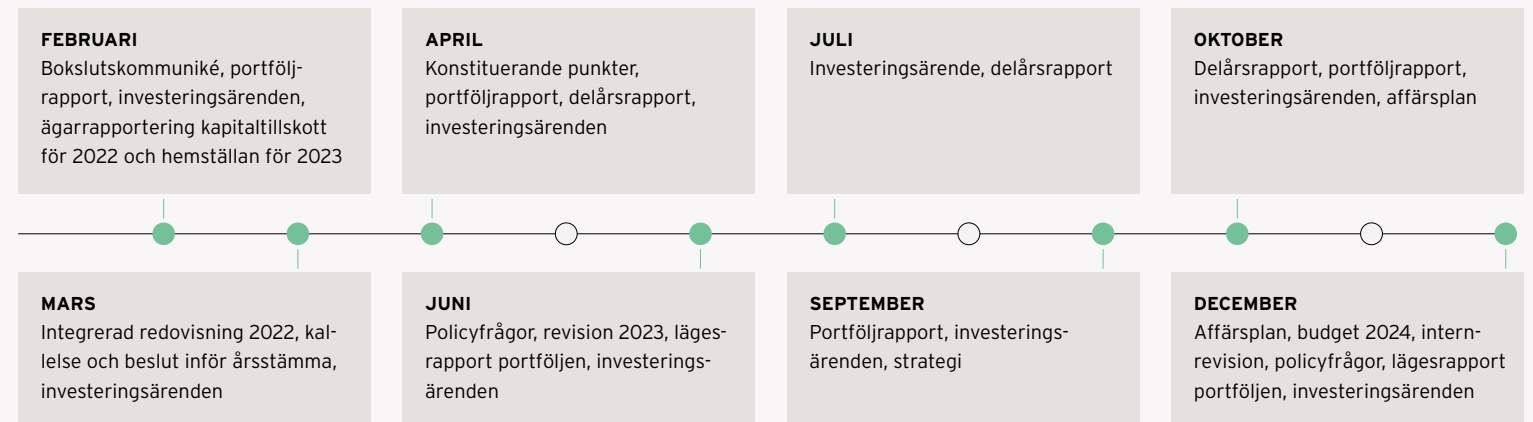 FEBRUARI
Bokslutskommuniké, portfölj-
rapport, investeringsärenden,
ägarrapportering kapitaltillskott
för 2022 och hemställan för 2023
APRIL
Konstituerande punkter,
portföljrapport, delårsrapport,
investeringsärenden
JULI
Investeringsärende, delårsrapport
OKTOBER
Delårsrapport, portföljrapport,
investeringsärenden, affärsplan
MARS
Integrerad redovisning 2022, kal-
lelse och beslut inför årsstämma,
investeringsärenden
JUNI
Policyfrågor, revision 2023, läges-
rapport portföljen, investerings-
ärenden
SEPTEMBER
Portföljrapport, investerings-
ärenden, strategi
DECEMBER
Affärsplan, budget 2024, intern-
revision, policyfrågor, lägesrapport
portföljen, investeringsärenden